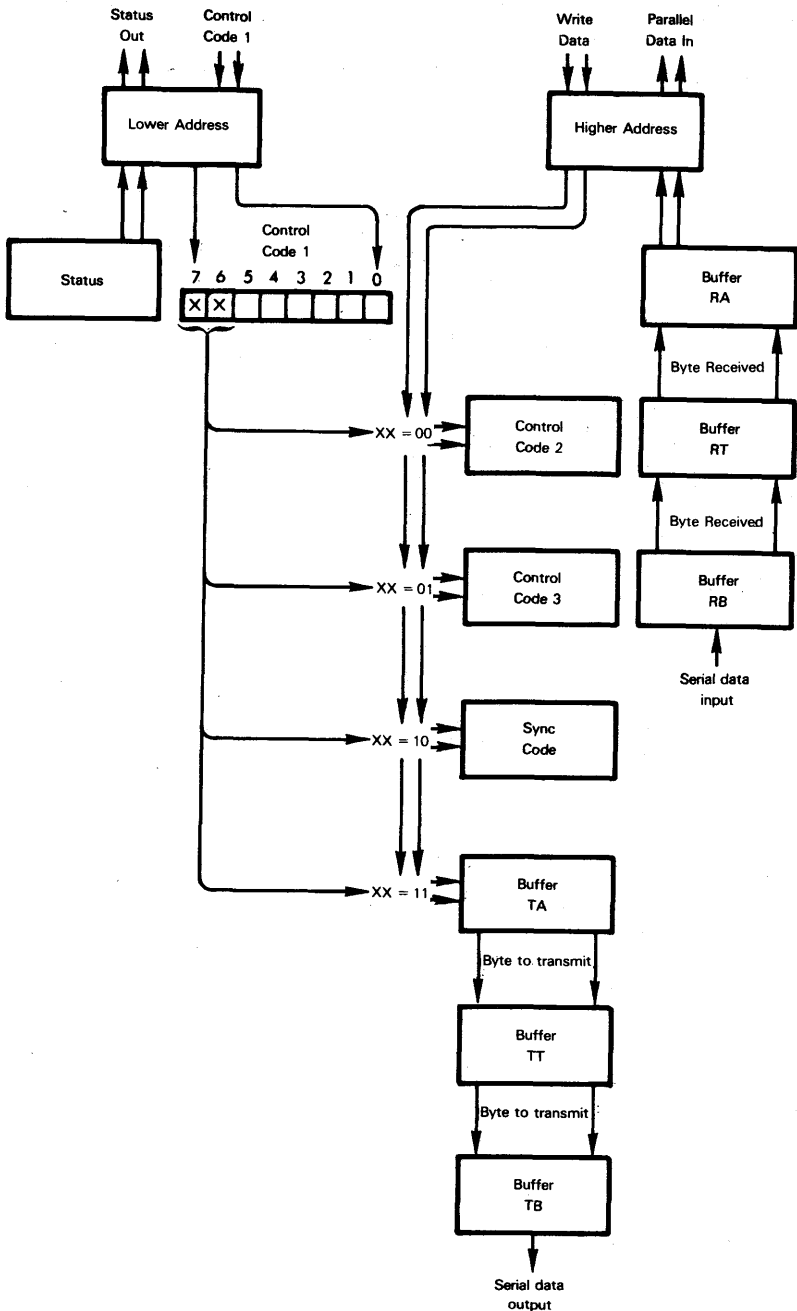 Status
Out
Control
Code 1
Write
Data
Parallel
Data In
Lower Address
Higher Address
Status
Control
Code 1
7 6 5 4 3 2 1 0
X X
Buffer
RA
Byte Received
XX = 00
Control
Code 2
Buffer
RT
Byte Received
XX = 01
Control
Code 3
Buffer
RB
Serial data
input
XX = 10
Sync
Code
XX = 11
Buffer
TA
Byte to transmit
Buffer
TT
Byte to transmit
Buffer
TB
Serial data
output